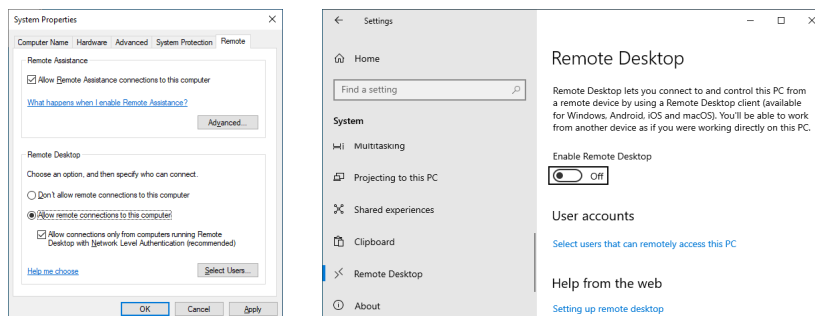 System Properties
Computer Name Hardware Advanced System Protection Remote
Remote Assistance
Allow Remote Assistance connections to this computer
What happens when I enable Remote Assistance?
Advanced...
Remote Desktop
Choose an option, and then specify who can connect.
Don't allow remote connections to this computer
Allow remote connections to this computer
Allow connections only from computers running Remote
Desktop with Network Level Authentication (recommended)
Help me choose
Select Users...
OK Cancel Apply
Settings
Home
Find a setting
System
Multitasking
Projecting to this PC
Shared experiences
Clipboard
Remote Desktop
About
Remote Desktop
Remote Desktop lets you connect to and control this PC from
a remote device by using a Remote Desktop client (available
for Windows, Android, iOS and macOS). You'll be able to work
from another device as if you were working directly on this PC.
Enable Remote Desktop
Off
User accounts
Select users that can remotely access this PC
Help from the web
Setting up remote desktop